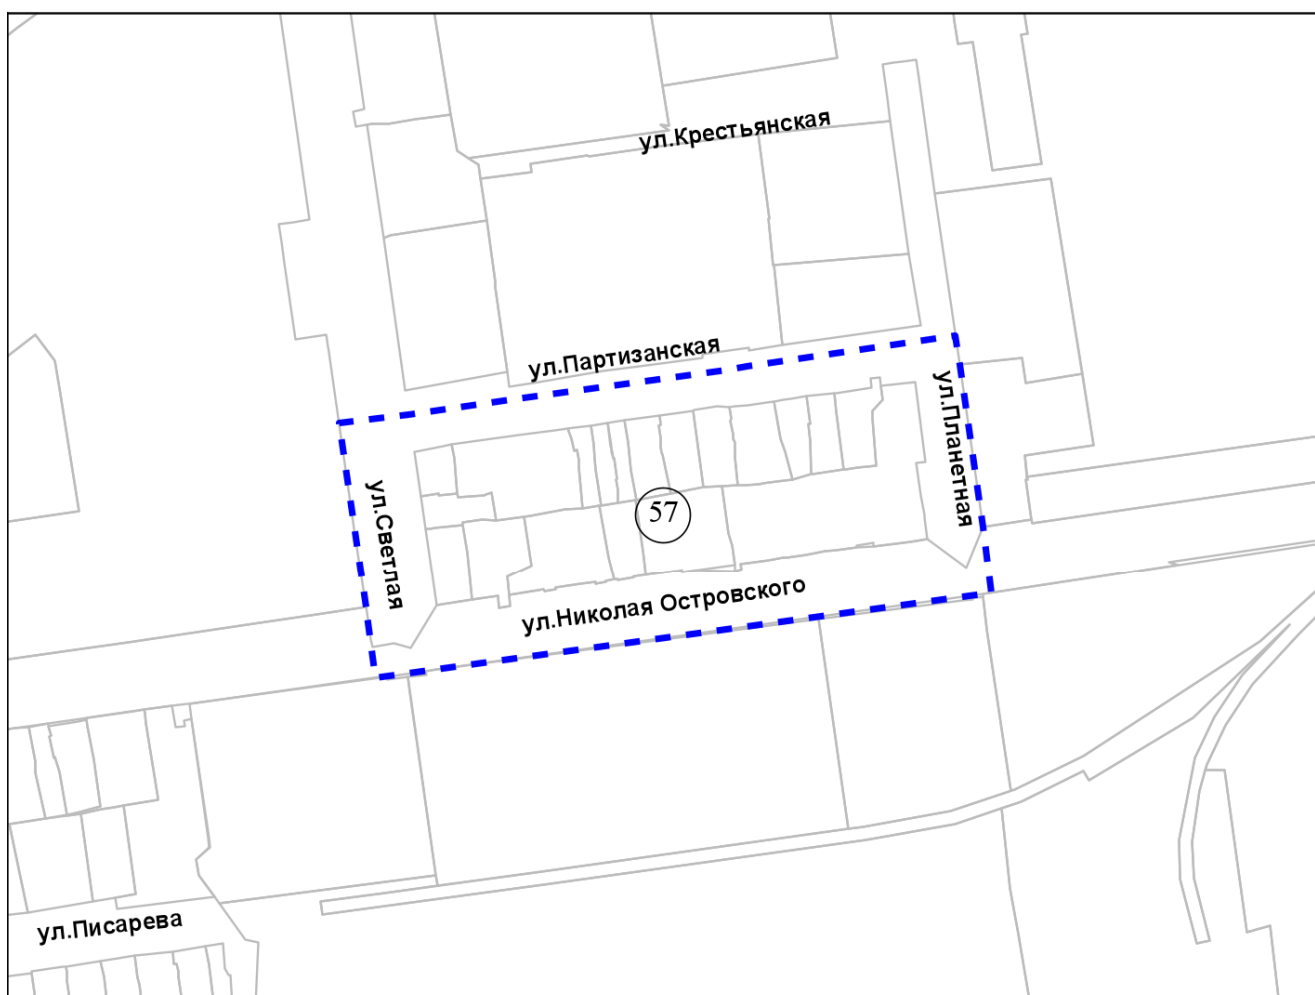 ул.Крестьянская
ул.Партизанская
ул.Планетная
ул.Светлая
57
ул.Николая Островского
ул.Писарева